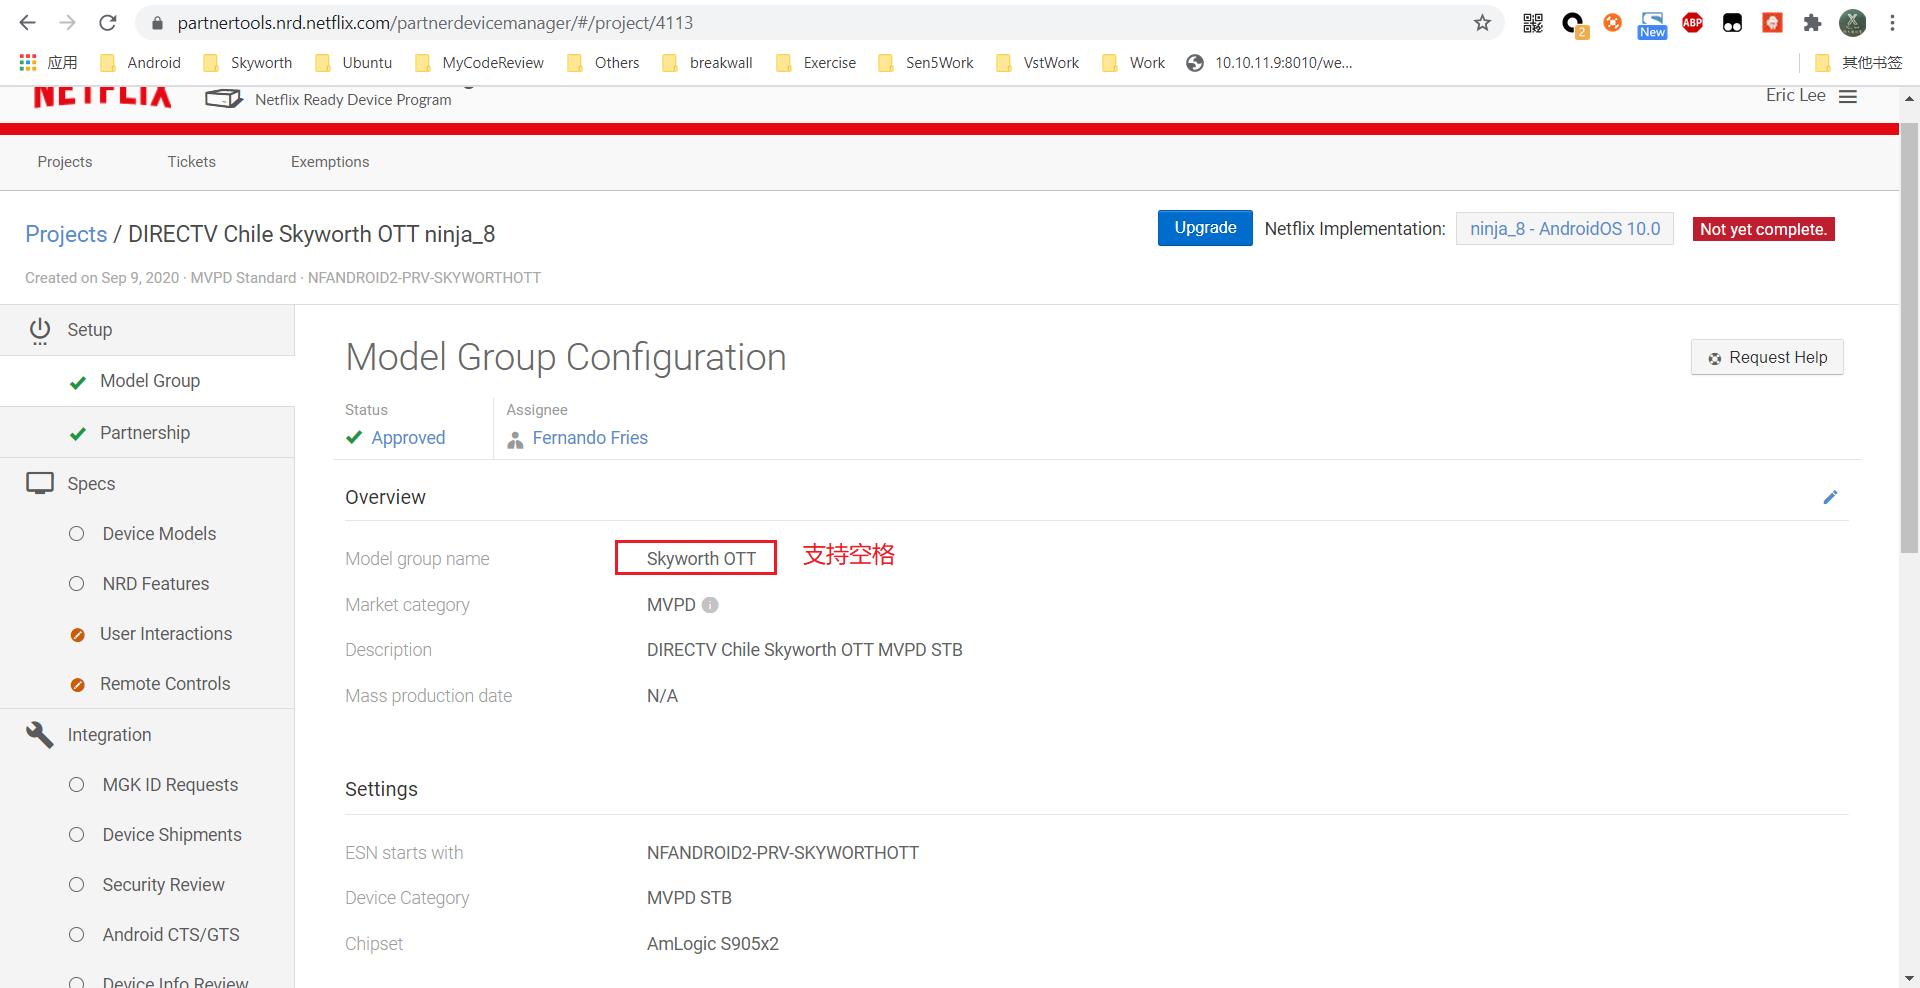 partnertools.nrd.netflix.com/partnerdevicemanager/#/project/4113
2
New
ABP
应用
Android
Skyworth
Ubuntu
MyCodeReview
Others
breakwall
Exercise
Sen5Work
VstWork
Work
10.10.11.9:8010/we...
其他书签
NETFLIX
Netflix Ready Device Program
Eric Lee
Projects
Tickets
Exemptions
Projects / DIRECTV Chile Skyworth OTT ninja_8
Upgrade
Netflix Implementation:
ninja_8 - AndroidOS 10.0
Not yet complete.
Created on Sep 9, 2020 · MVPD Standard · NFANDROID2-PRV-SKYWORTHOTT
Setup
Model Group
Partnership
Specs
Device Models
NRD Features
User Interactions
Remote Controls
Integration
MGK ID Requests
Device Shipments
Security Review
Android CTS/GTS
Device Info Review
Model Group Configuration
Request Help
Status
Approved
Assignee
Fernando Fries
Overview
Model group name
Skyworth OTT
支持空格
Market category
MVPD
Description
DIRECTV Chile Skyworth OTT MVPD STB
Mass production date
N/A
Settings
ESN starts with
NFANDROID2-PRV-SKYWORTHOTT
Device Category
MVPD STB
Chipset
AmLogic S905x2